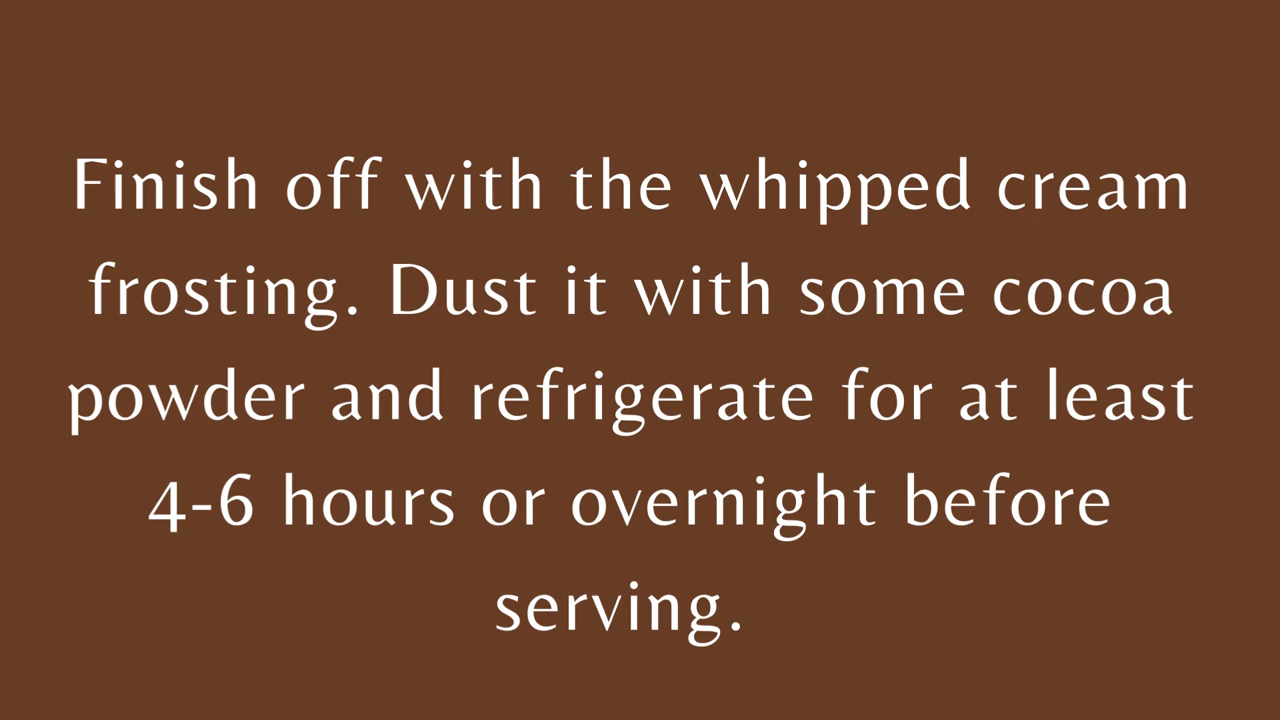 Finish off with the whipped cream
frosting. Dust it with some cocoa
powder and refrigerate for at least
4-6 hours or overnight before
serving.